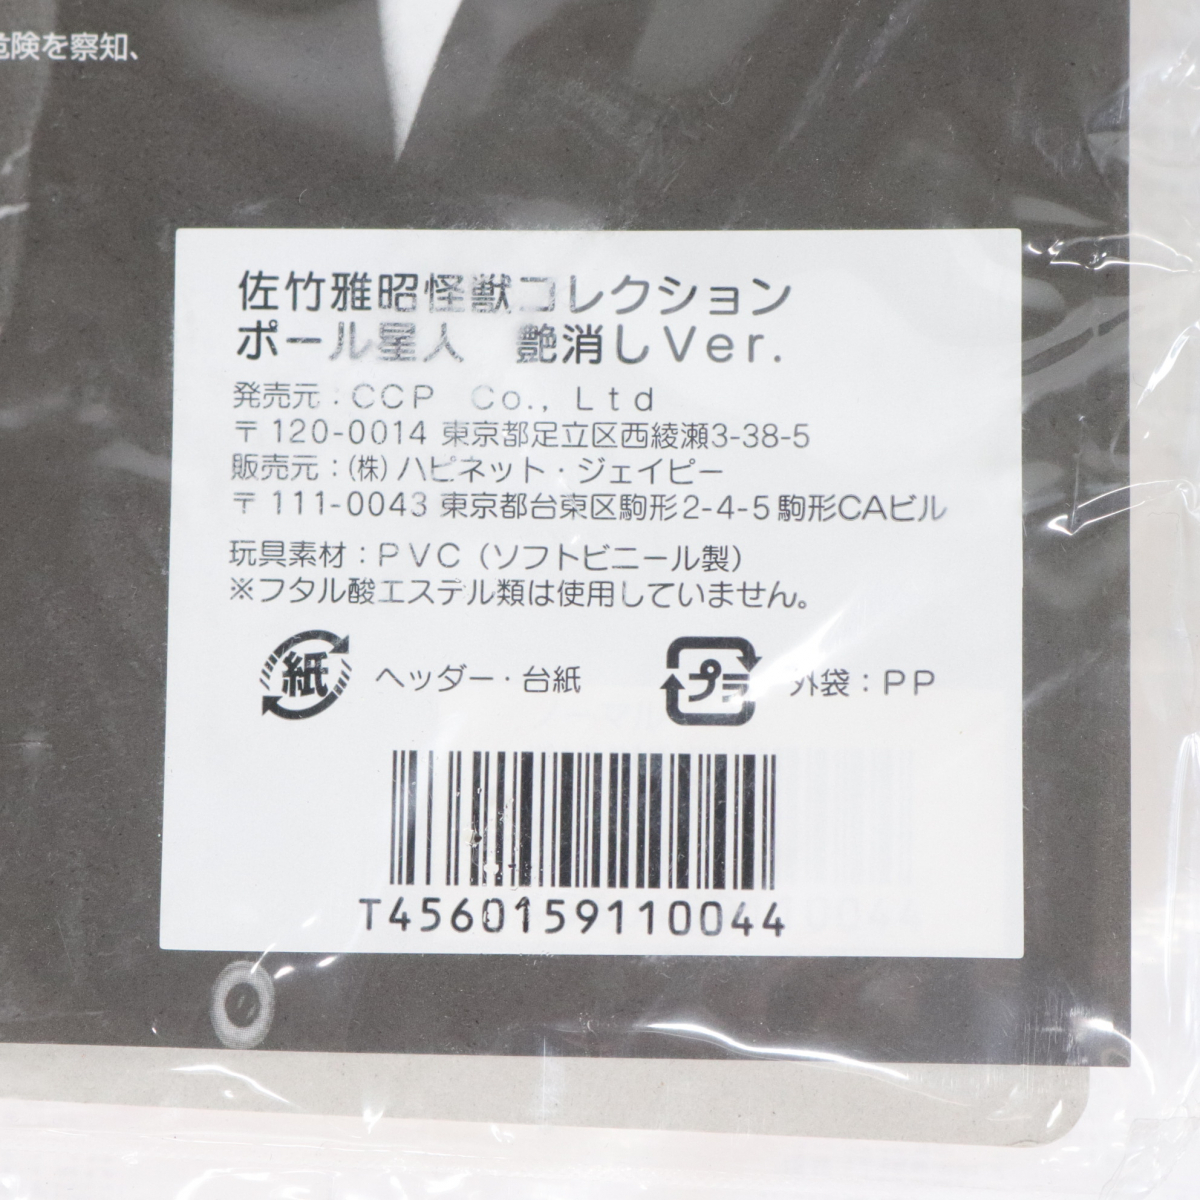 危険を察知、
佐竹雅昭怪獣コレクション
ポール星人　艶消しVer.
発売元：CCP　Co., Ltd
〒120-0014 東京都足立区西綾瀬3-38-5
販売元：(株)ハピネット・ジェイピー
〒111-0043 東京都台東区駒形2-4-5駒形CAビル
玩具素材：PVC（ソフトビニール製）
※フタル酸エステル類は使用していません。
紙 ヘッダー・台紙
プラ 外袋：PP
T4560159110044